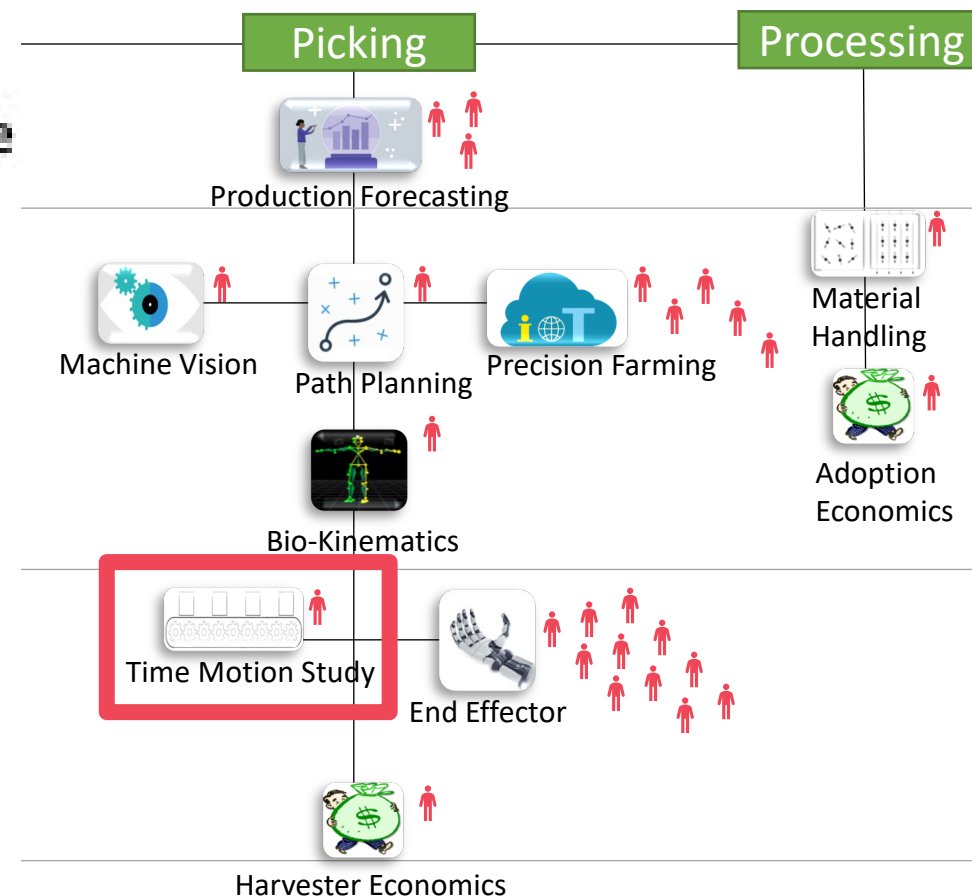 Picking
Processing
Production Forecasting
Machine Vision
Path Planning
iOT
Precision Farming
Material
Handling
$
Adoption
Economics
Bio-Kinematics
Time Motion Study
End Effector
$
Harvester Economics